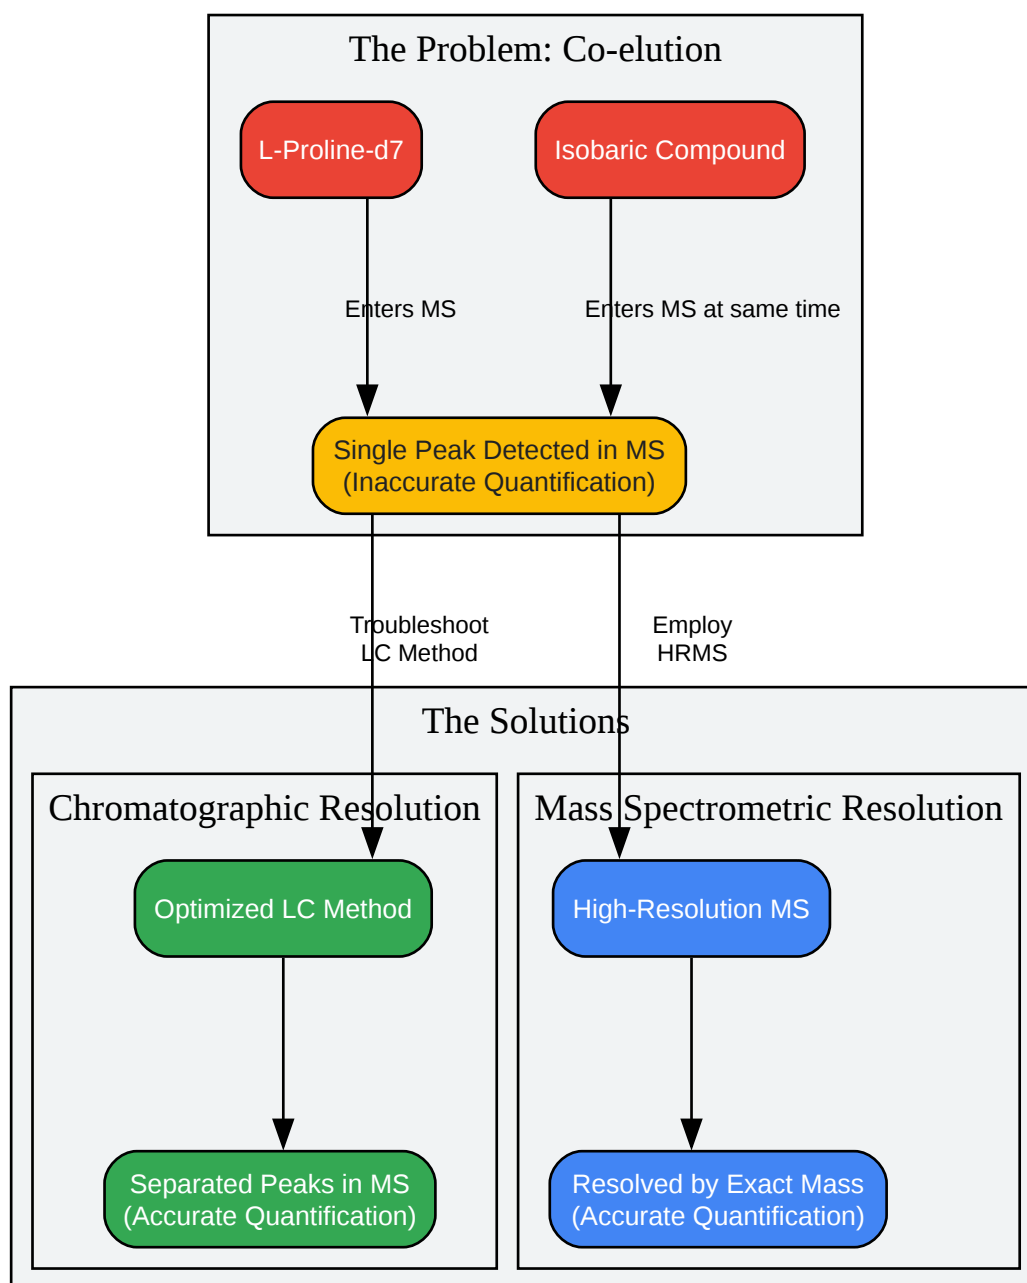 The Problem: Co-elution
L-Proline-d7
Isobaric Compound
Enters MS
Enters MS at same time
Single Peak Detected in MS
(Inaccurate Quantification)
Troubleshoot
LC Method
Employ
HRMS
The Solutions
Chromatographic Resolution
Mass Spectrometric Resolution
Optimized LC Method
High-Resolution MS
Separated Peaks in MS
(Accurate Quantification)
Resolved by Exact Mass
(Accurate Quantification)